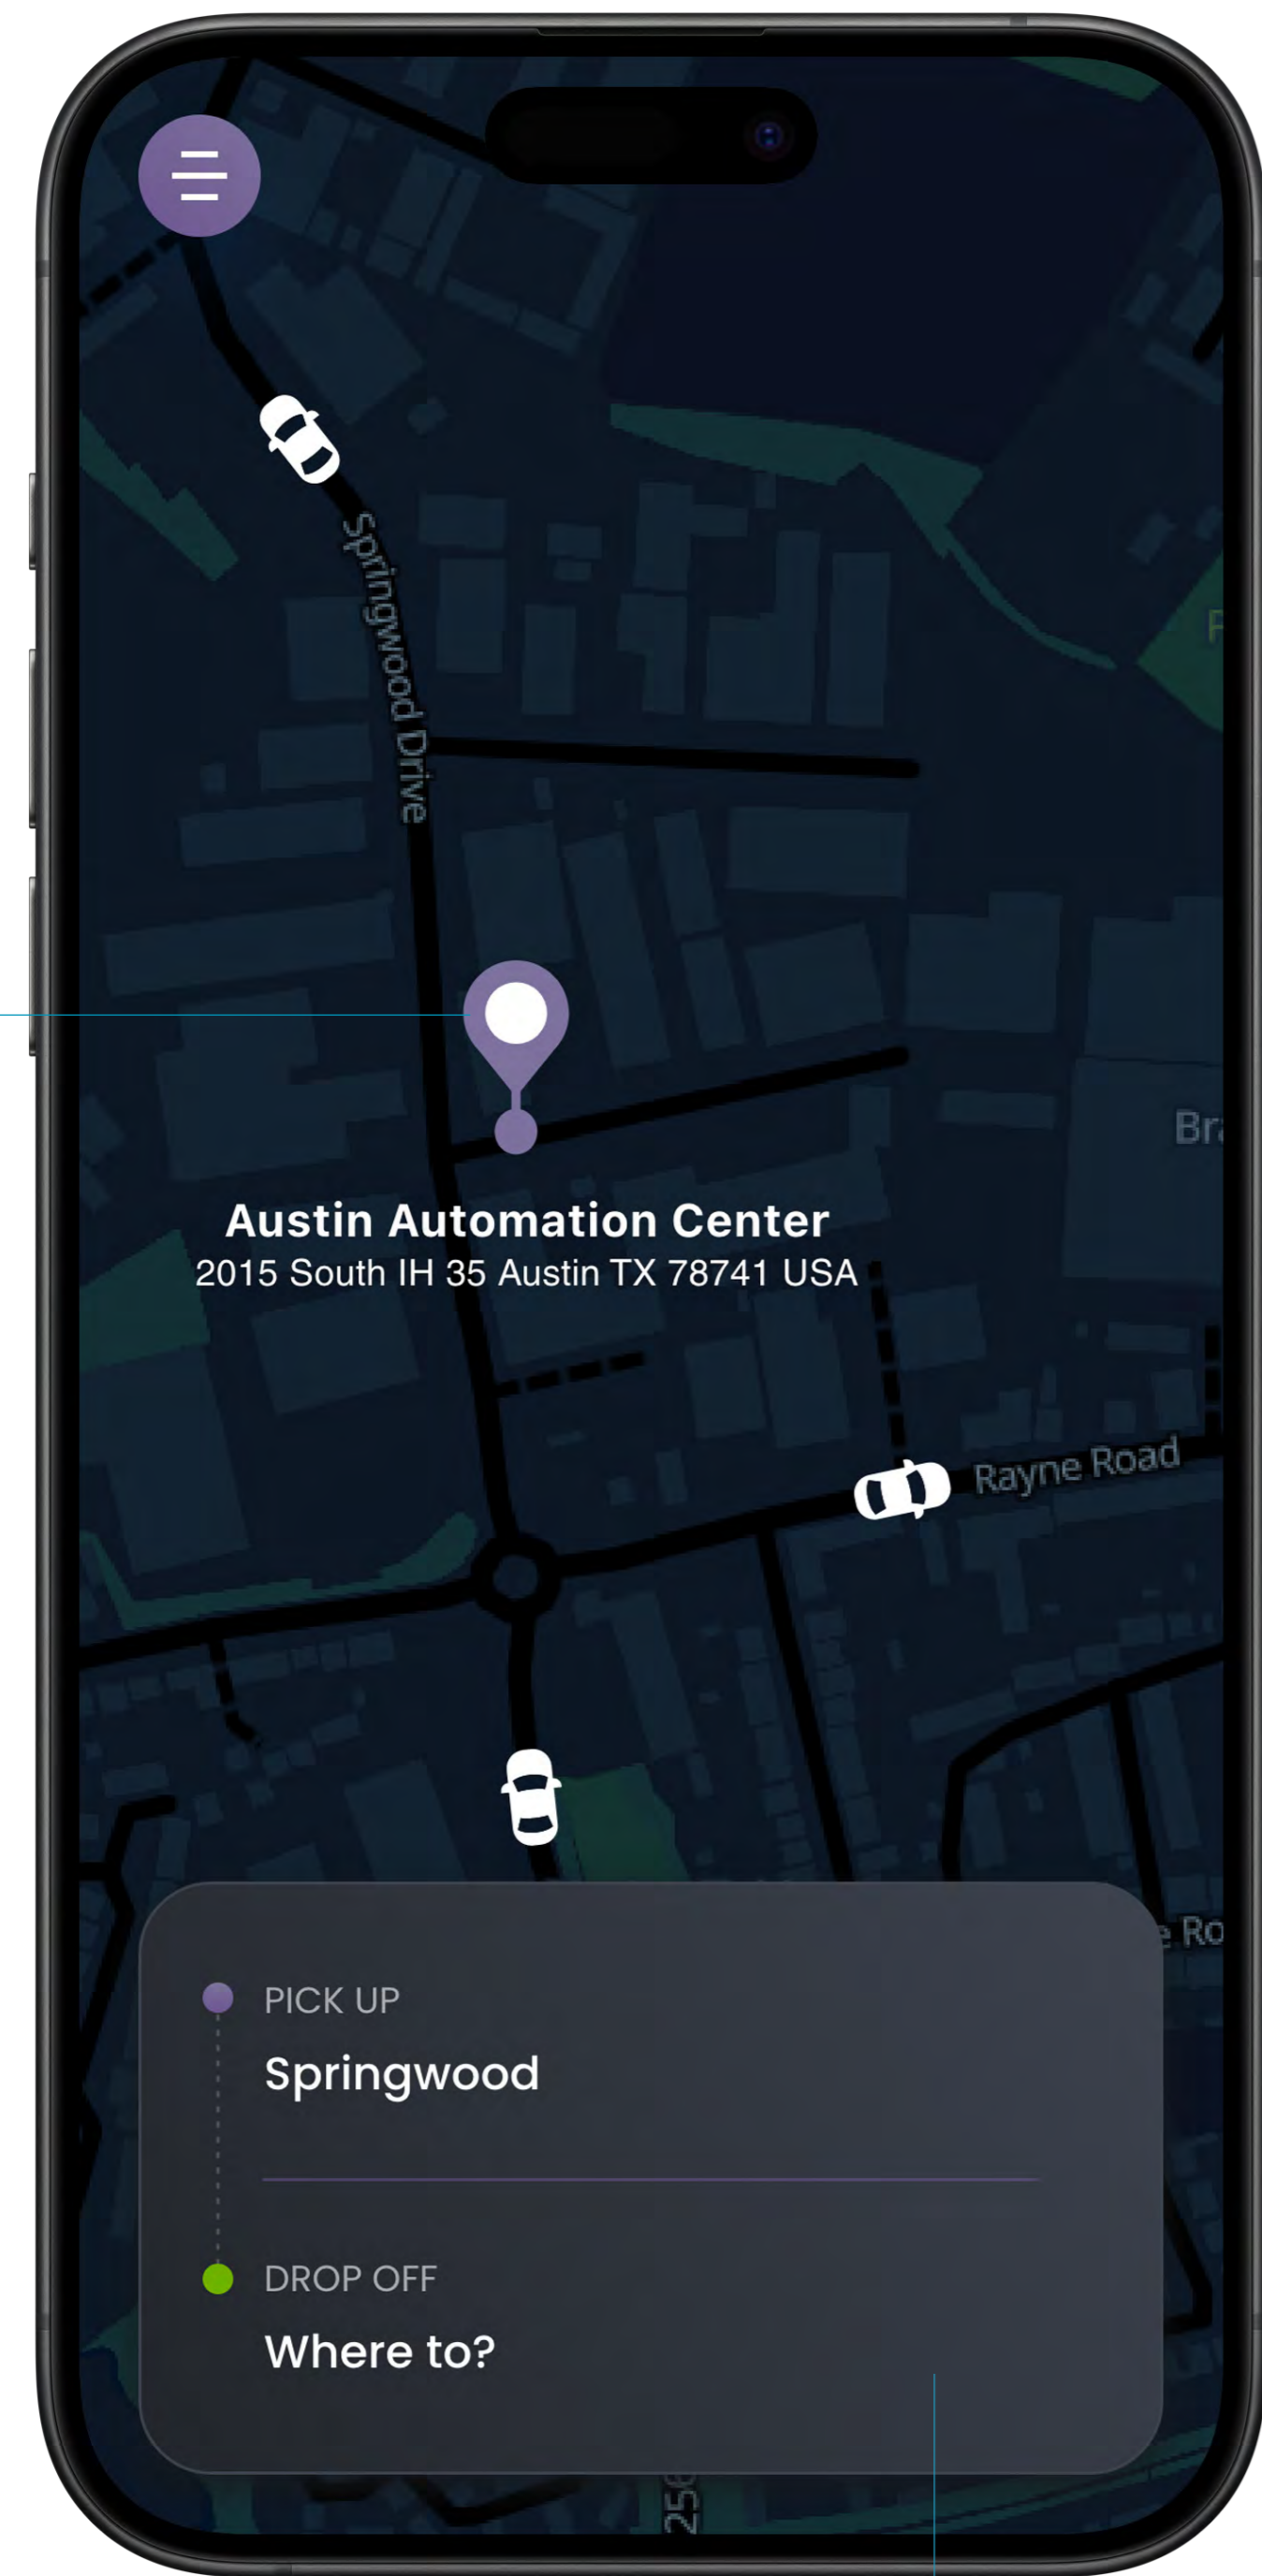 Springwood Drive
Austin Automation Center
2015 South IH 35 Austin TX 78741 USA
Rayne Road
PICK UP
Springwood
DROP OFF
Where to?